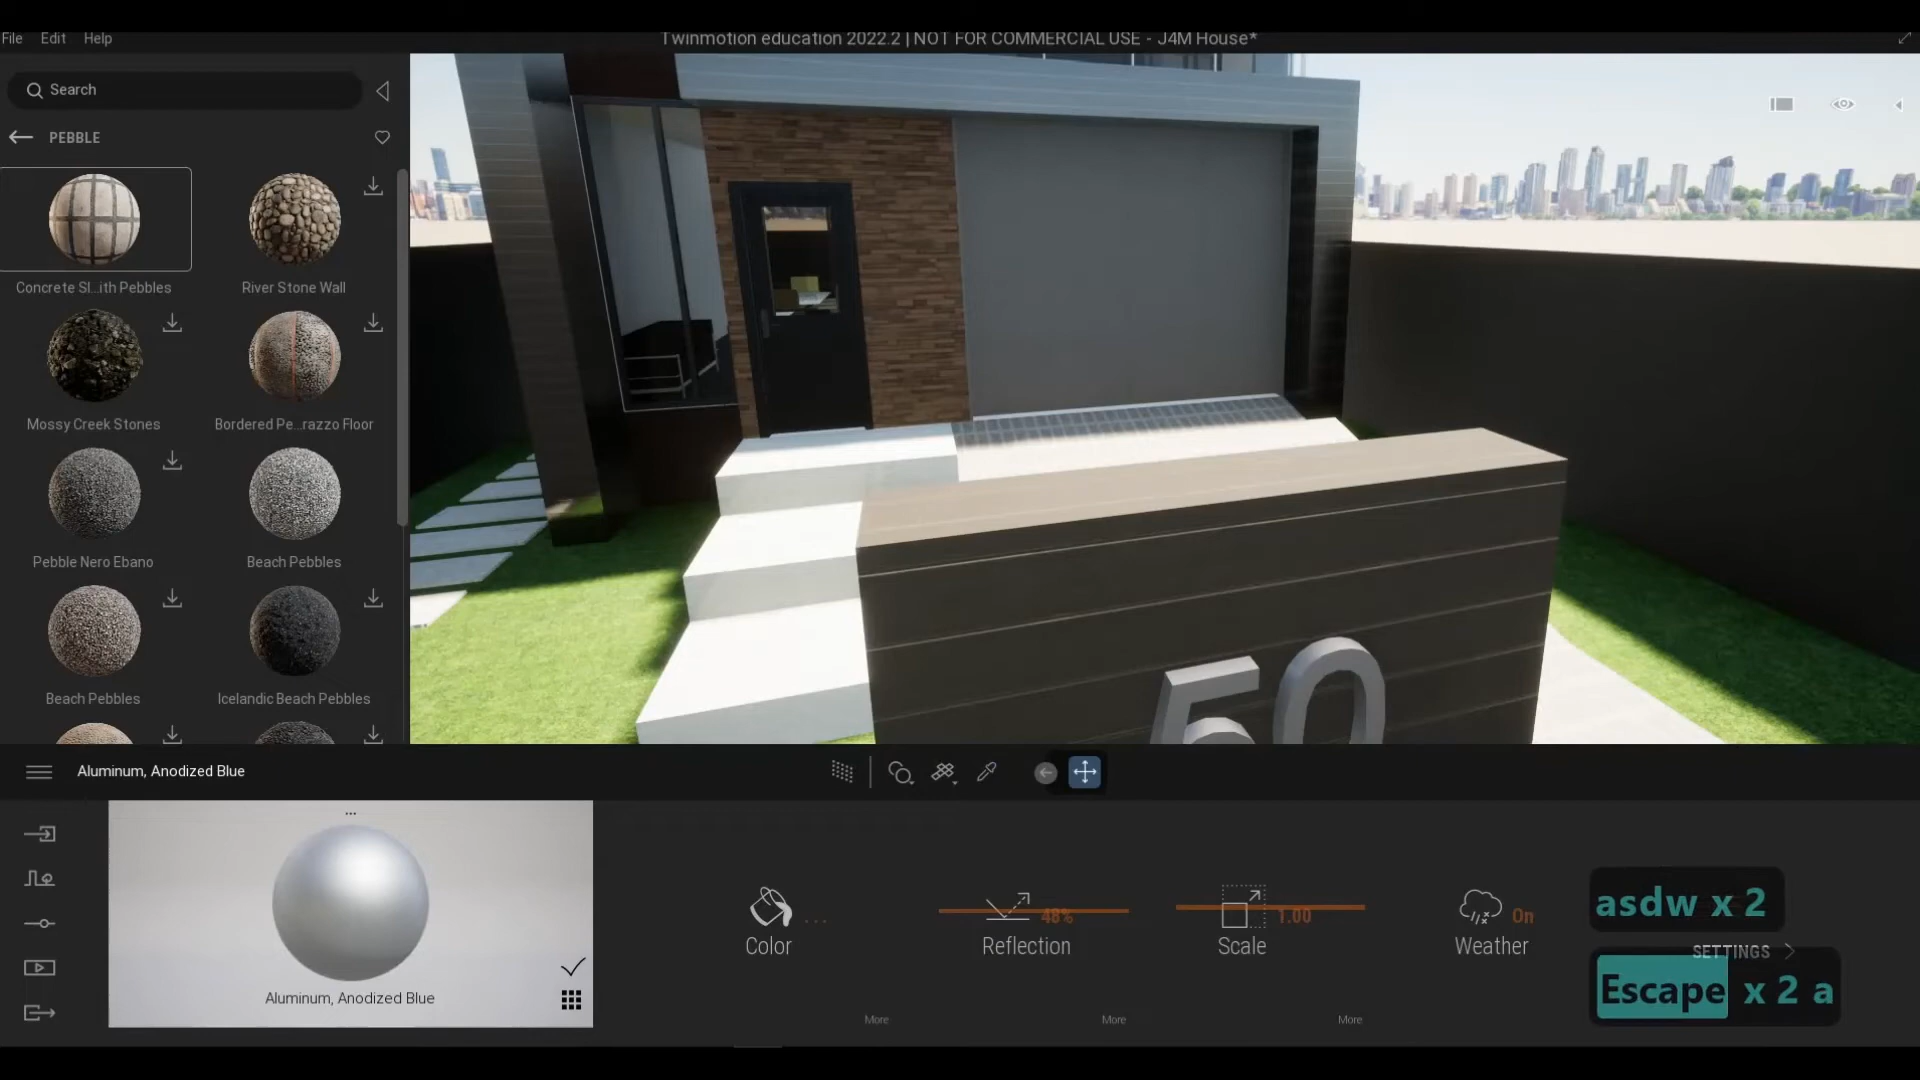 File Edit Help
Twinmotion education 2022.2 | NOT FOR COMMERCIAL USE - J4M House*
Search
PEBBLE
Concrete Sl...ith Pebbles
River Stone Wall
Mossy Creek Stones
Bordered Pe...razzo Floor
Pebble Nero Ebano
Beach Pebbles
Beach Pebbles
Icelandic Beach Pebbles
50
Aluminum, Anodized Blue
...
Aluminum, Anodized Blue
Color ...
Reflection 48%
Scale 1.00
Weather On
More
More
More
asdw x 2
SETTINGS
Escape x 2 a